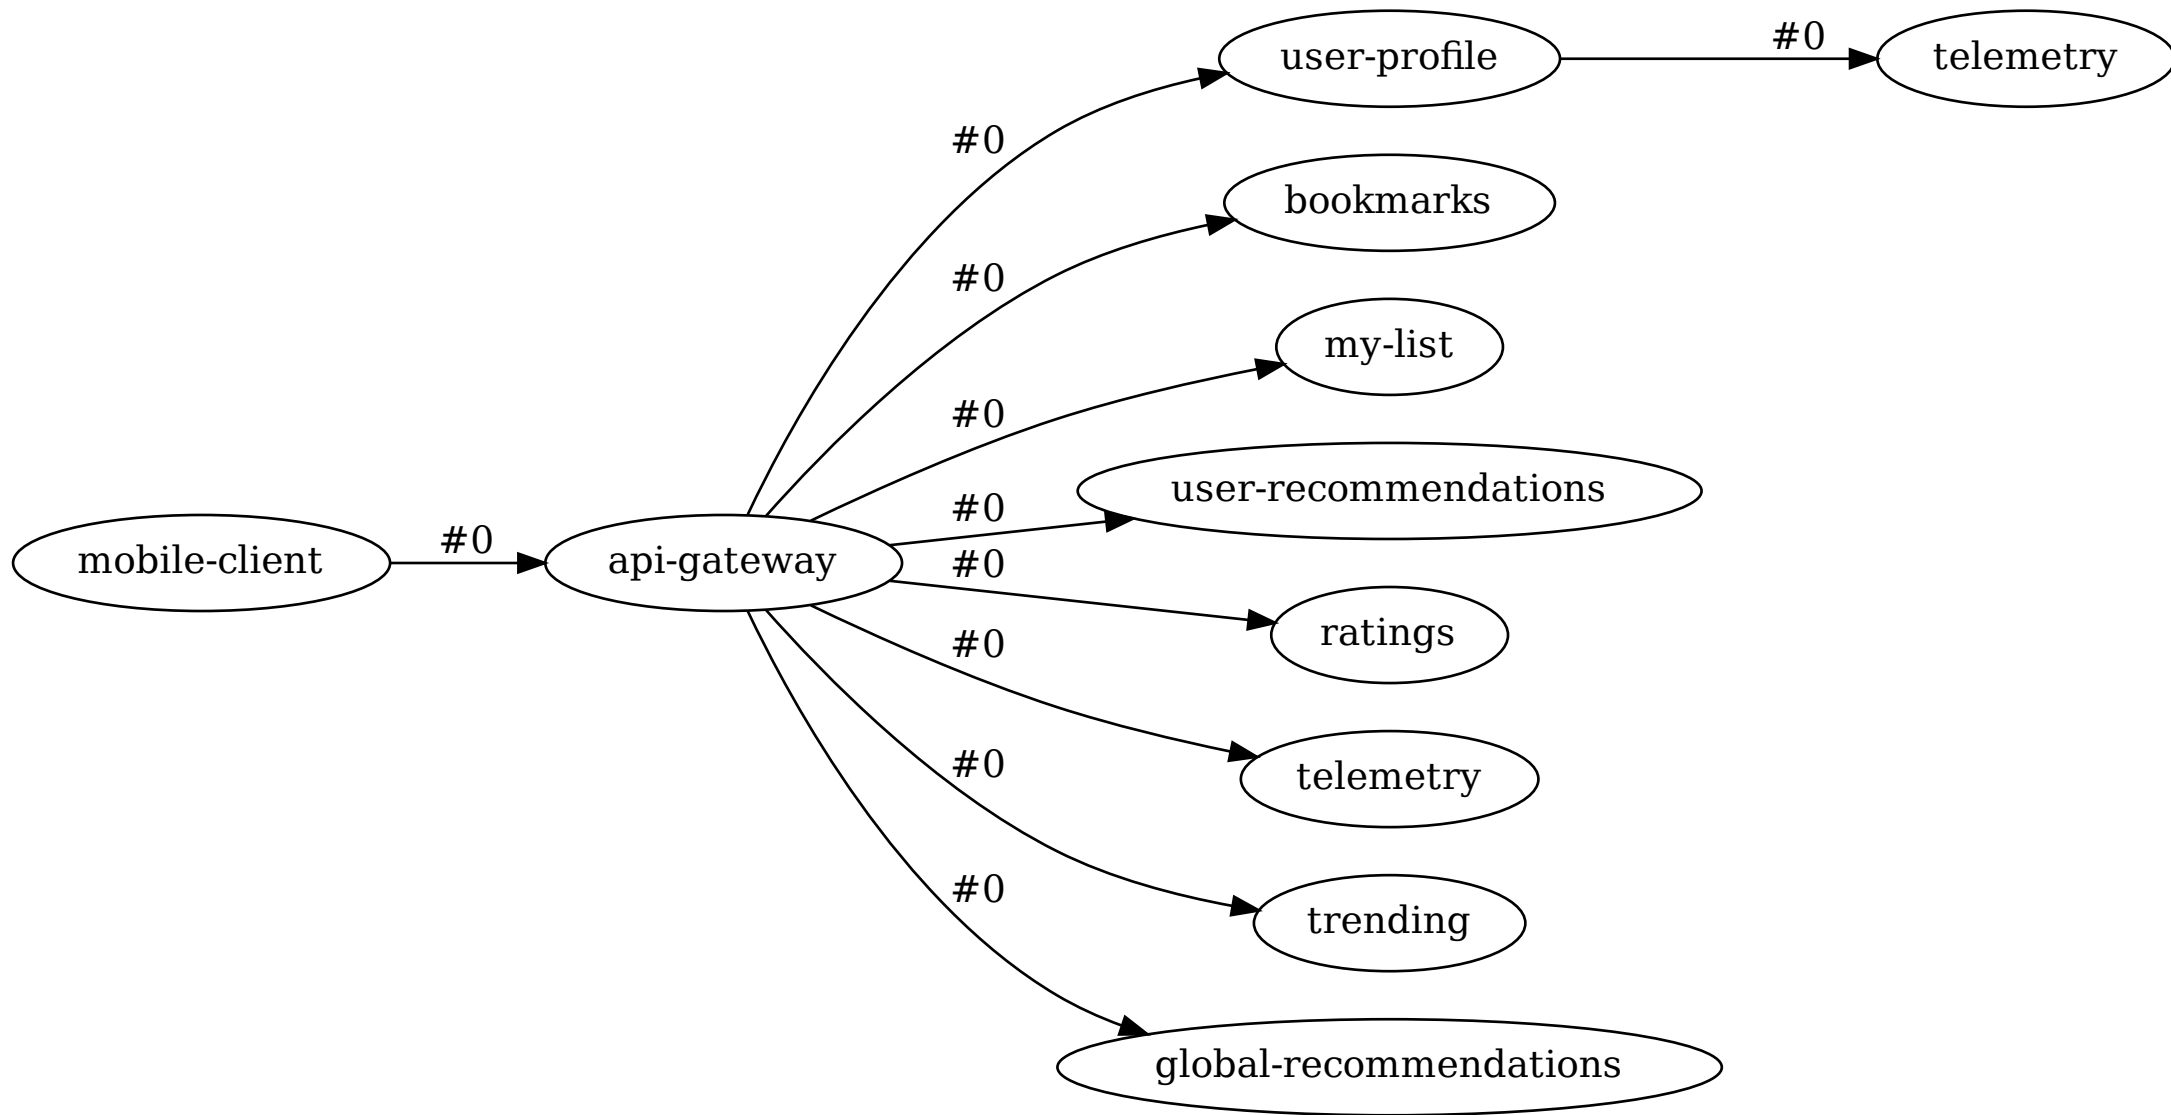 user-profile
#0
telemetry
#0
bookmarks
#0
my-list
#0
user-recommendations
#0
mobile-client
#0
api-gateway
#0
ratings
#0
telemetry
#0
trending
#0
global-recommendations